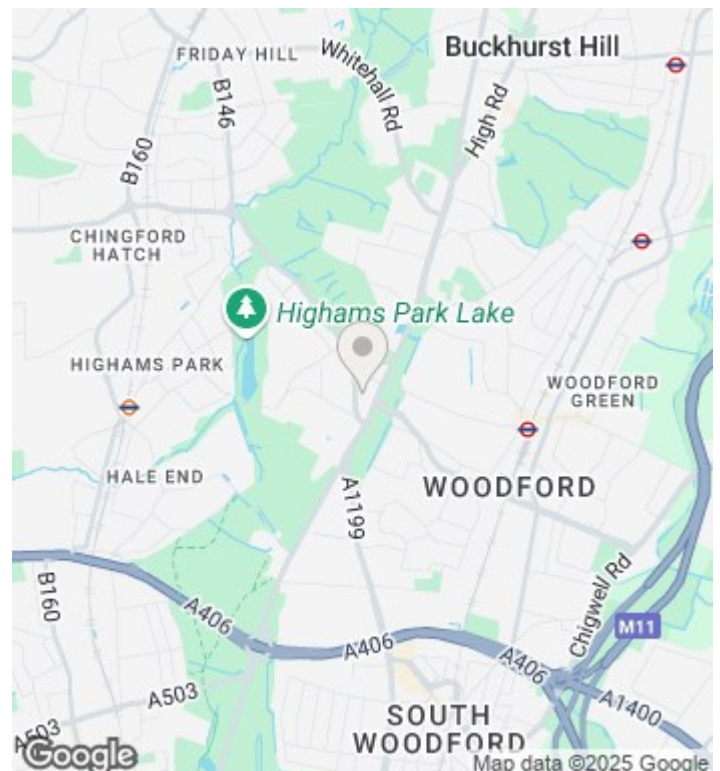 Buckhurst Hill
FRIDAY HILL
Whitehall Rd
High Rd
B146
B160
CHINGFORD
HATCH
Highams Park Lake
HIGHAMS PARK
WOODFORD
GREEN
HALE END
WOODFORD
A1199
Chigwell Rd
B160
A406
M11
A406
A406
A503
A1400
A503
SOUTH
WOODFORD
Google
Map data ©2025 Google